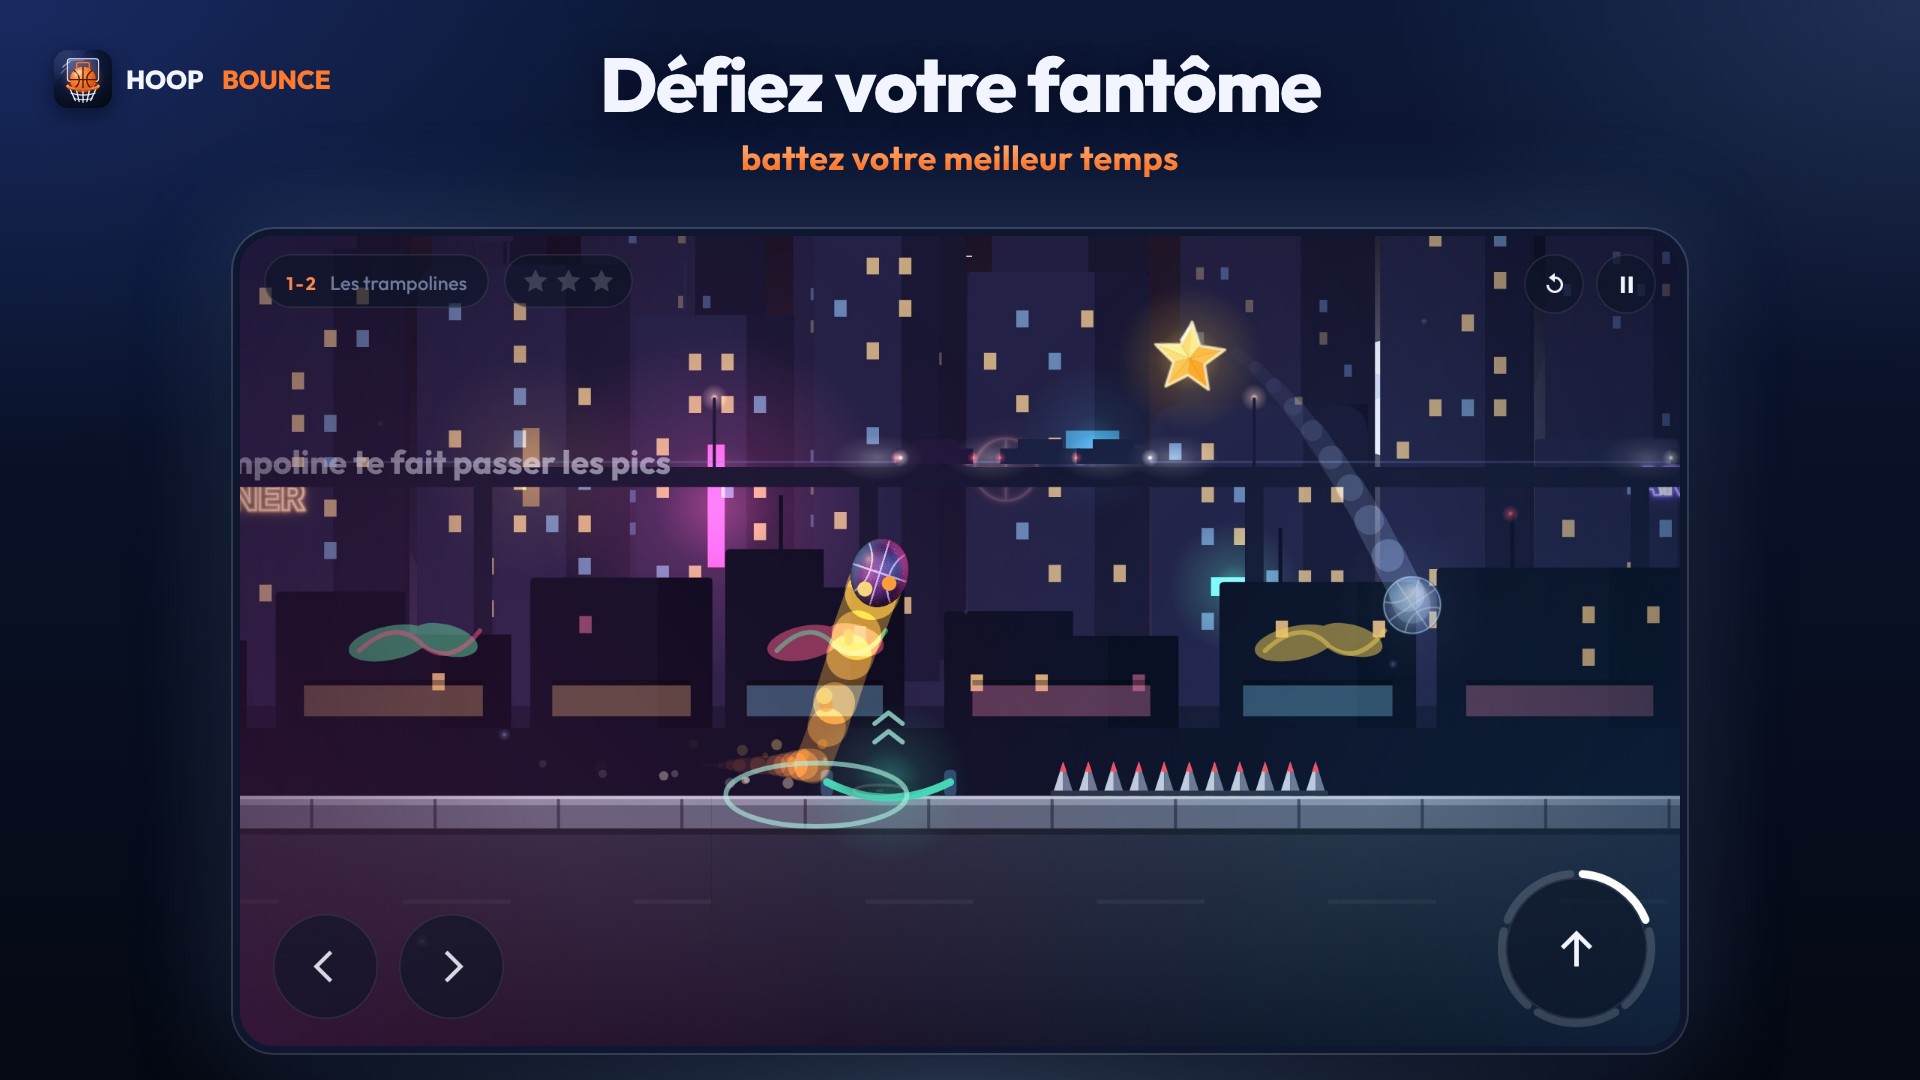 HOOP BOUNCE
Défiez votre fantôme
battez votre meilleur temps
1-2 Les trampolines
te fait passer les pics